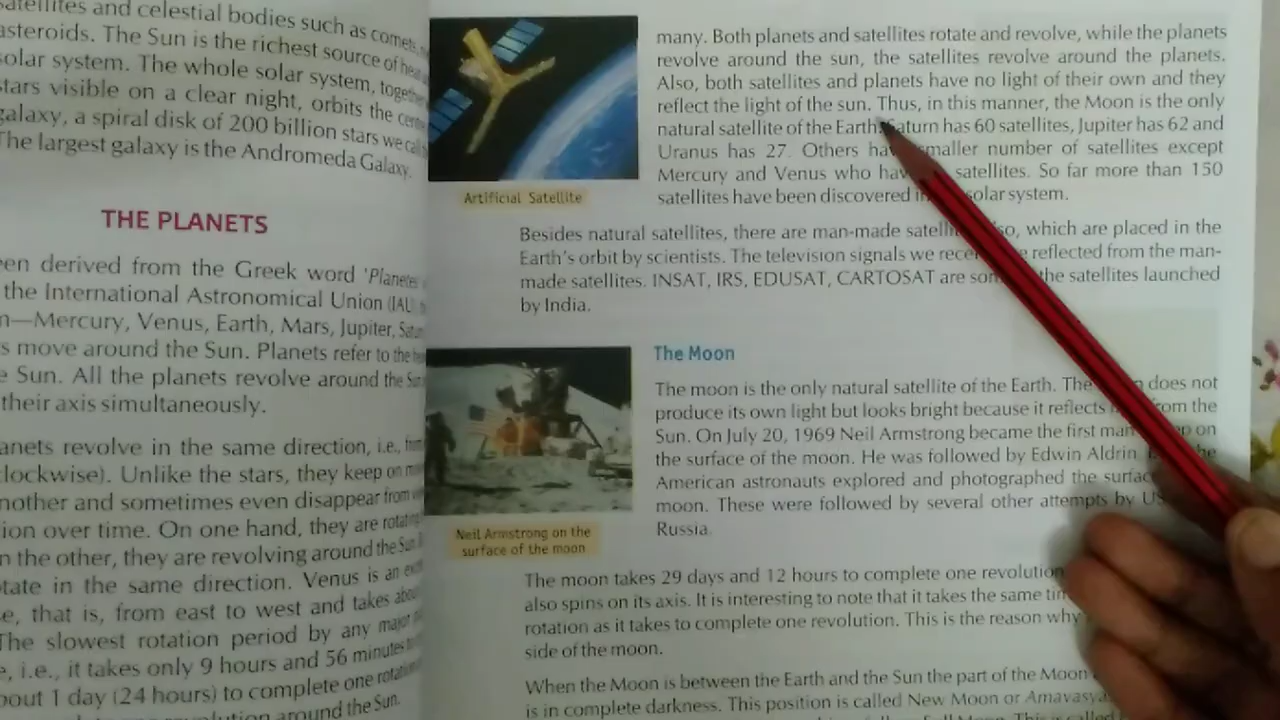 satellites and celestial bodies such as comets,
asteroids. The Sun is the richest source of
solar system. The whole solar system, together
stars visible on a clear night, orbits the
galaxy, a spiral disk of 200 billion stars we call
The largest galaxy is the Andromeda Galaxy.
THE PLANETS
been derived from the Greek word 'Planetes
the International Astronomical Union (IAU)
Mercury, Venus, Earth, Mars, Jupiter,
move around the Sun. Planets refer to the
Sun. All the planets revolve around the
their axis simultaneously.
revolve in the same direction, i.e.,
Unlike the stars, they keep on
and sometimes even disappear from
over time. On one hand, they are rotating
the other, they are revolving around the Sun.
in the same direction. Venus is an
that is, from east to west and takes
The slowest rotation period by any major
i.e., it takes only 9 hours and 56 minutes
about 1 day (24 hours) to complete one
around the Sun.
Artificial Satellite
many. Both planets and satellites rotate and revolve, while the planets
revolve around the sun, the satellites revolve around the planets.
Also, both satellites and planets have no light of their own and they
reflect the light of the sun. Thus, in this manner, the Moon is the only
natural satellite of the Earth. Saturn has 60 satellites, Jupiter has 62 and
Uranus has 27. Others have smaller number of satellites except
Mercury and Venus who have satellites. So far more than 150
satellites have been discovered in solar system.
Besides natural satellites, there are man-made which are placed in the
Earth's orbit by scientists. The television signals we reflected from the man-
made satellites. INSAT, IRS, EDUSAT, CARTOSAT are the satellites launched
by India.
The Moon
The moon is the only natural satellite of the Earth. The does not
produce its own light but looks bright because it reflects from the
Sun. On July 20, 1969 Neil Armstrong became the first man on
the surface of the moon. He was followed by Edwin Aldrin
American astronauts explored and photographed the
moon. These were followed by several other attempts by
Russia.
Neil Armstrong on the
surface of the moon
The moon takes 29 days and 12 hours to complete one revolution
also spins on its axis. It is interesting to note that it takes the same
rotation as it takes to complete one revolution. This is the reason why
side of the moon.
When the Moon is between the Earth and the Sun the part of the Moon
is in complete darkness. This position is called New Moon or